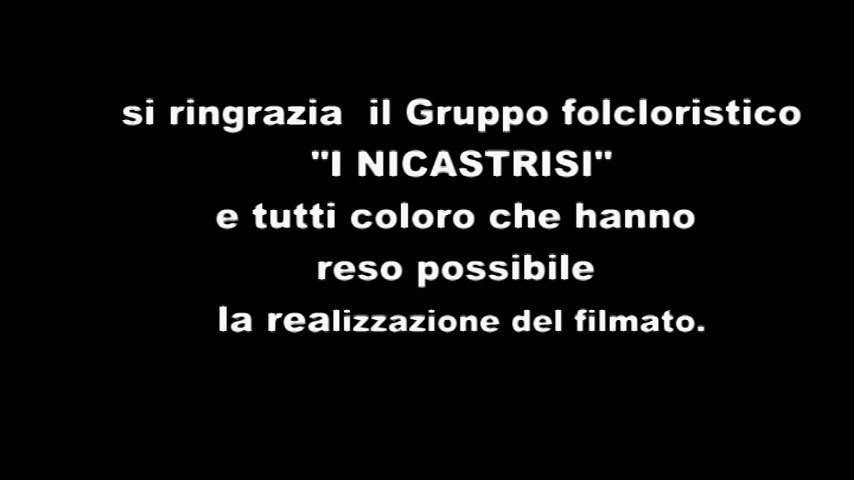 si ringrazia il Gruppo folcloristico
"I NICASTRISI"
e tutti coloro che hanno
reso possibile
la realizzazione del filmato.